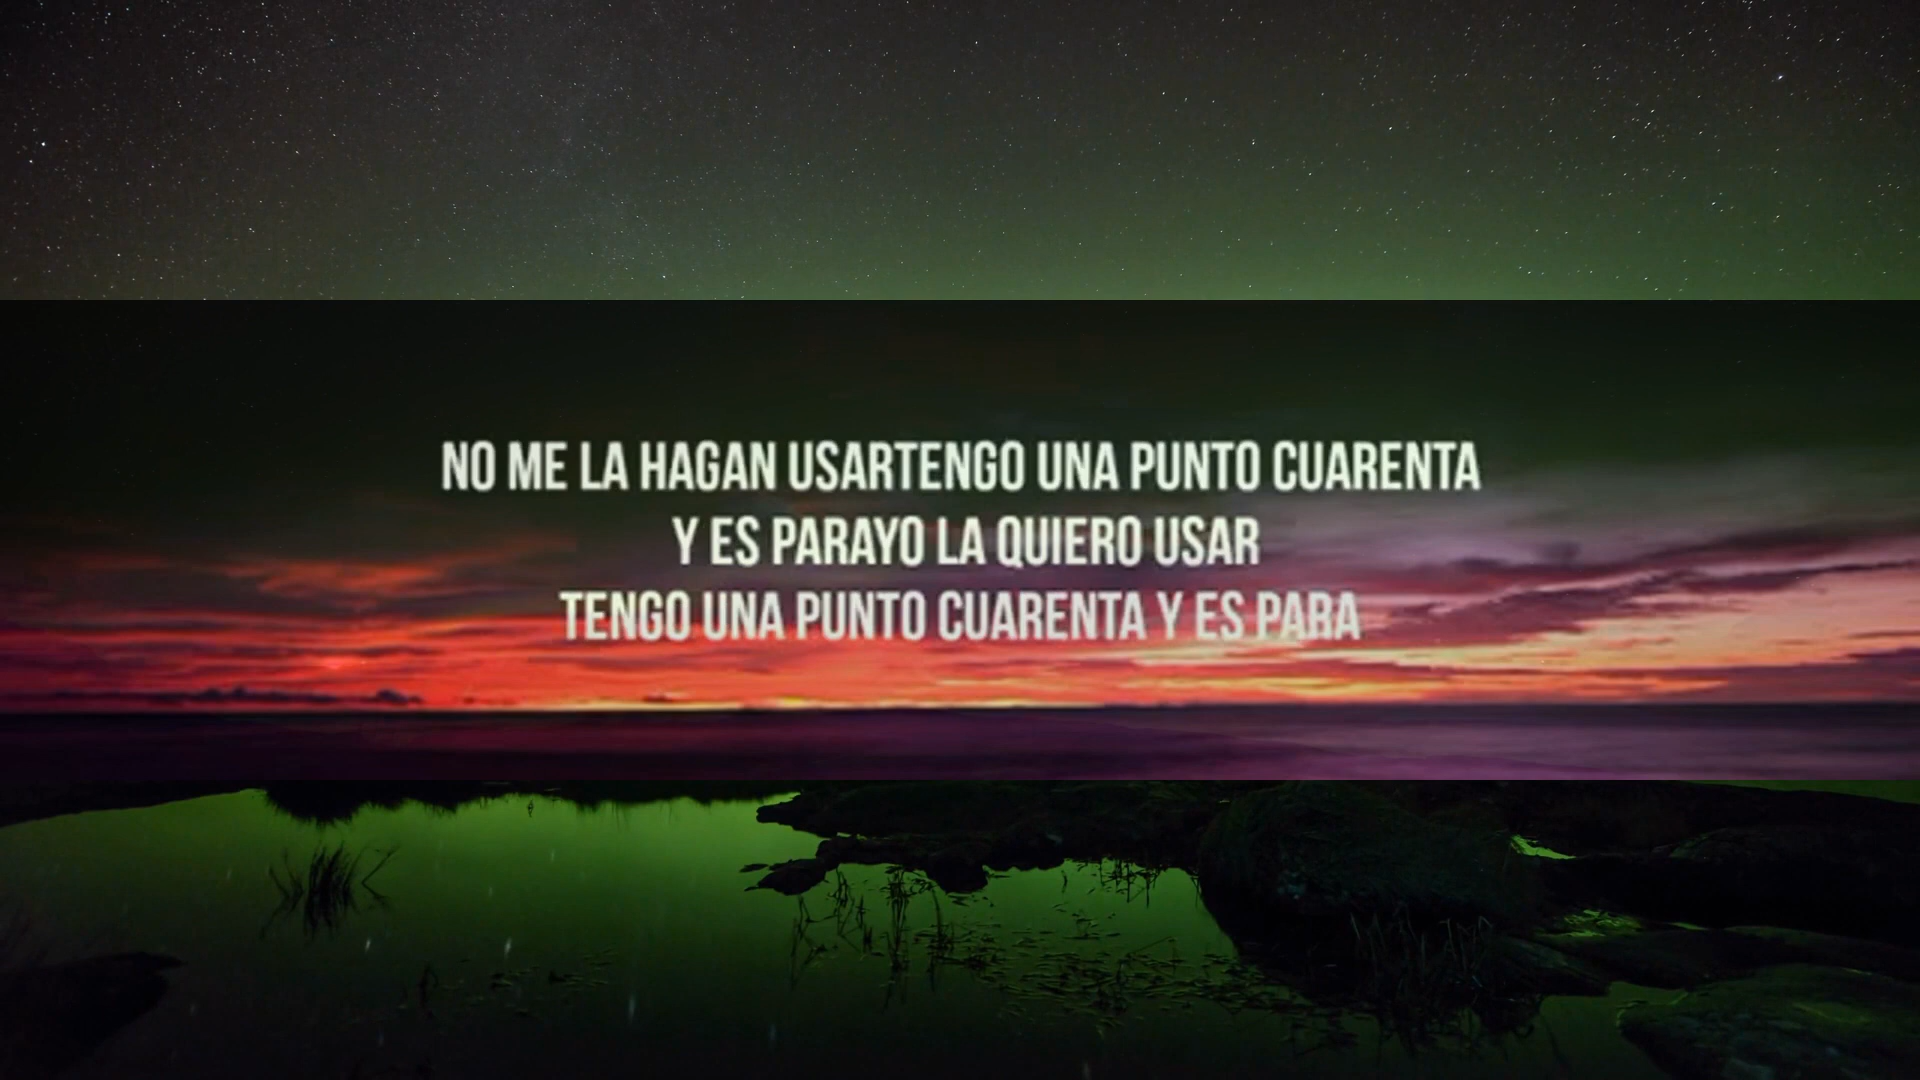 NO ME LA HAGAN USARTENGO UNA PUNTO CUARENTA
Y ES PARAYO LA QUIERO USAR
TENGO UNA PUNTO CUARENTA Y ES PARA